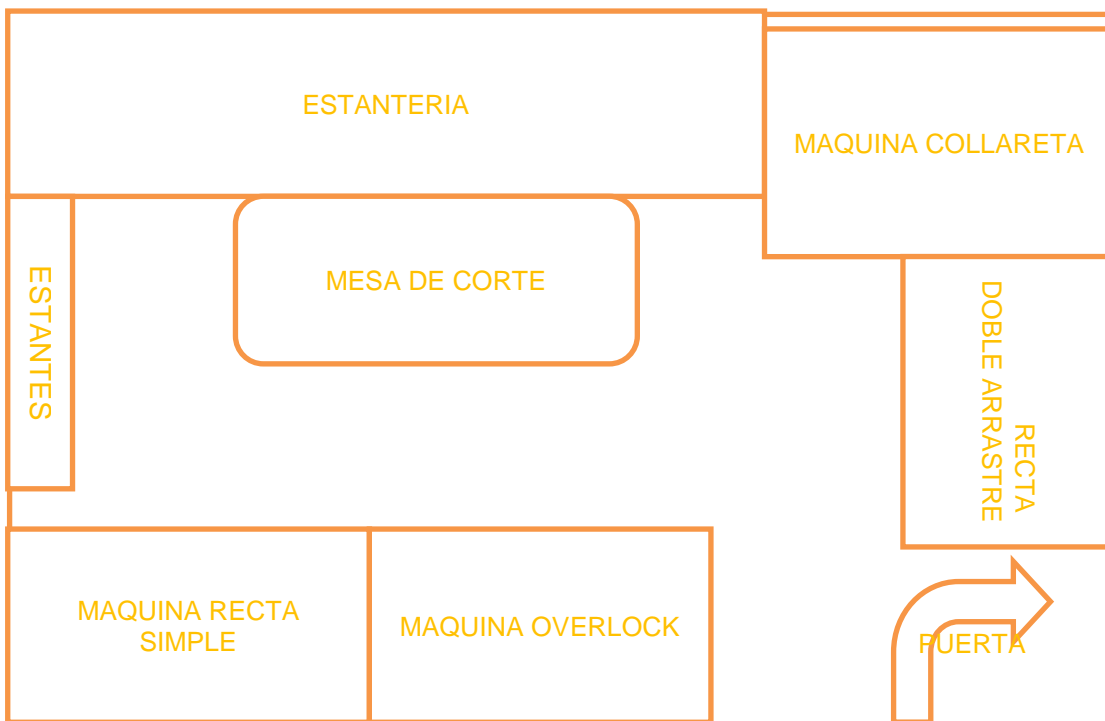 ESTANTERIA
MAQUINA COLLARETA
ESTANTES
MESA DE CORTE
RECTA
DOBLE ARRASTRE
MAQUINA RECTA
SIMPLE
MAQUINA OVERLOCK
PUERTA